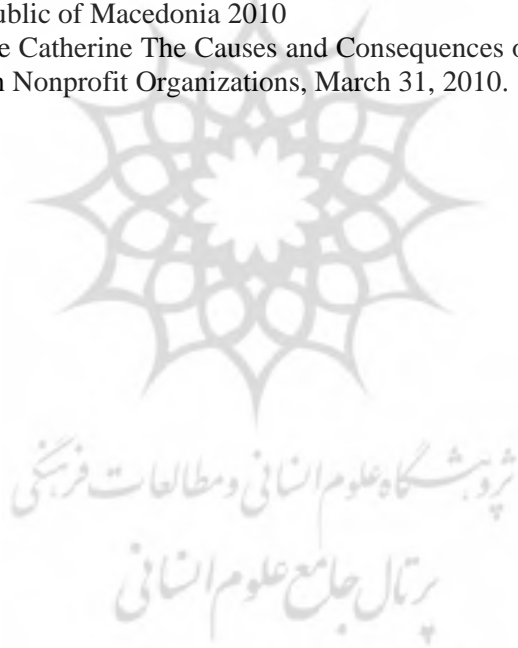 ublic of Macedonia 2010
e Catherine The Causes and Consequences o
n Nonprofit Organizations, March 31, 2010.
پژوهشگاه علوم انسانی و مطالعات فرهنگی
پرتال جامع علوم انسانی